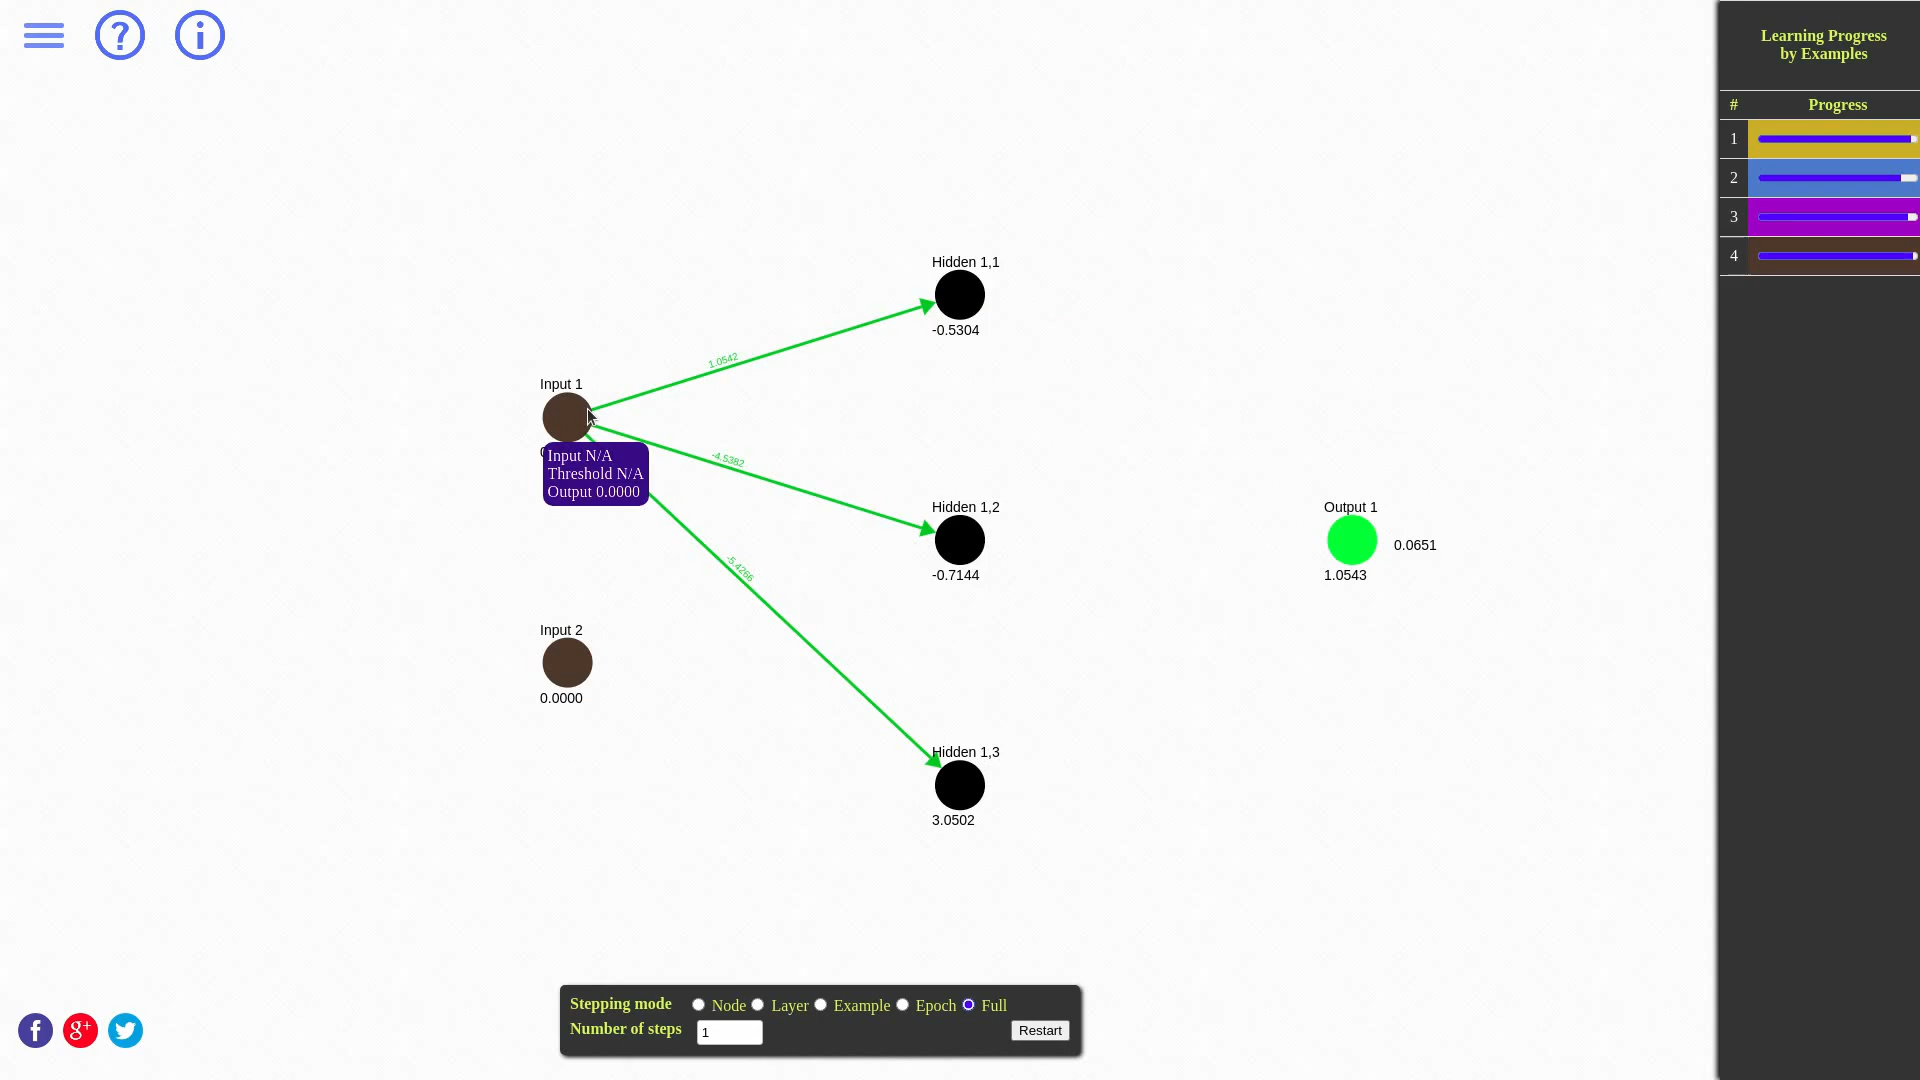 Learning Progress
by Examples
# Progress
1
2
3
4
Hidden 1,1
-0.5304
1.0542
Input 1
Input N/A
Threshold N/A
Output 0.0000
-4.5382
Hidden 1,2
-0.7144
Output 1
0.0651
1.0543
-5.4266
Input 2
0.0000
Hidden 1,3
3.0502
Stepping mode Node Layer Example Epoch Full
Number of steps 1 Restart
f g+